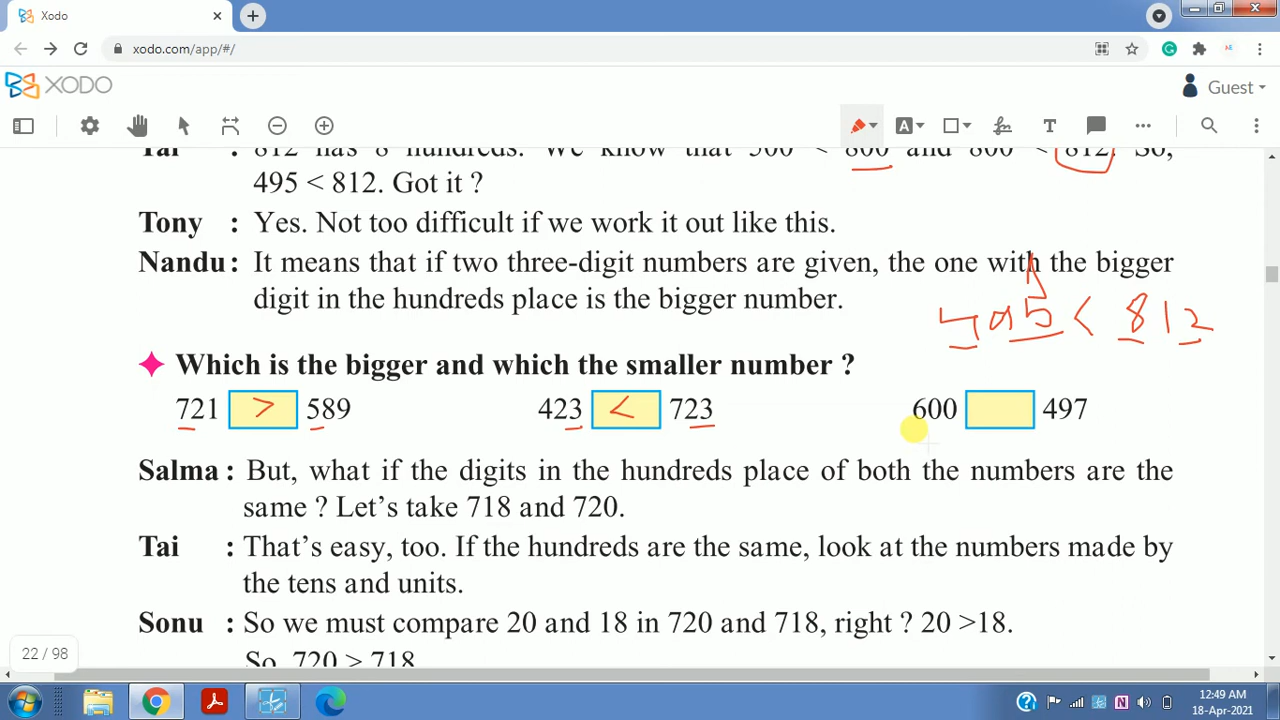 Xodo
xodo.com/app/#/
XODO
Guest
A
T
Tai : 812 has 8 hundreds. We know that 500 < 800 and 800 < 812. So,
495 < 812. Got it ?
Tony : Yes. Not too difficult if we work it out like this.
Nandu : It means that if two three-digit numbers are given, the one with the bigger
digit in the hundreds place is the bigger number.
495 < 812
Which is the bigger and which the smaller number ?
721 > 589 423 < 723 600 497
Salma : But, what if the digits in the hundreds place of both the numbers are the
same ? Let's take 718 and 720.
Tai : That's easy, too. If the hundreds are the same, look at the numbers made by
the tens and units.
Sonu : So we must compare 20 and 18 in 720 and 718, right ? 20 >18.
So, 720 > 718
22 / 98
12:49 AM
18-Apr-2021